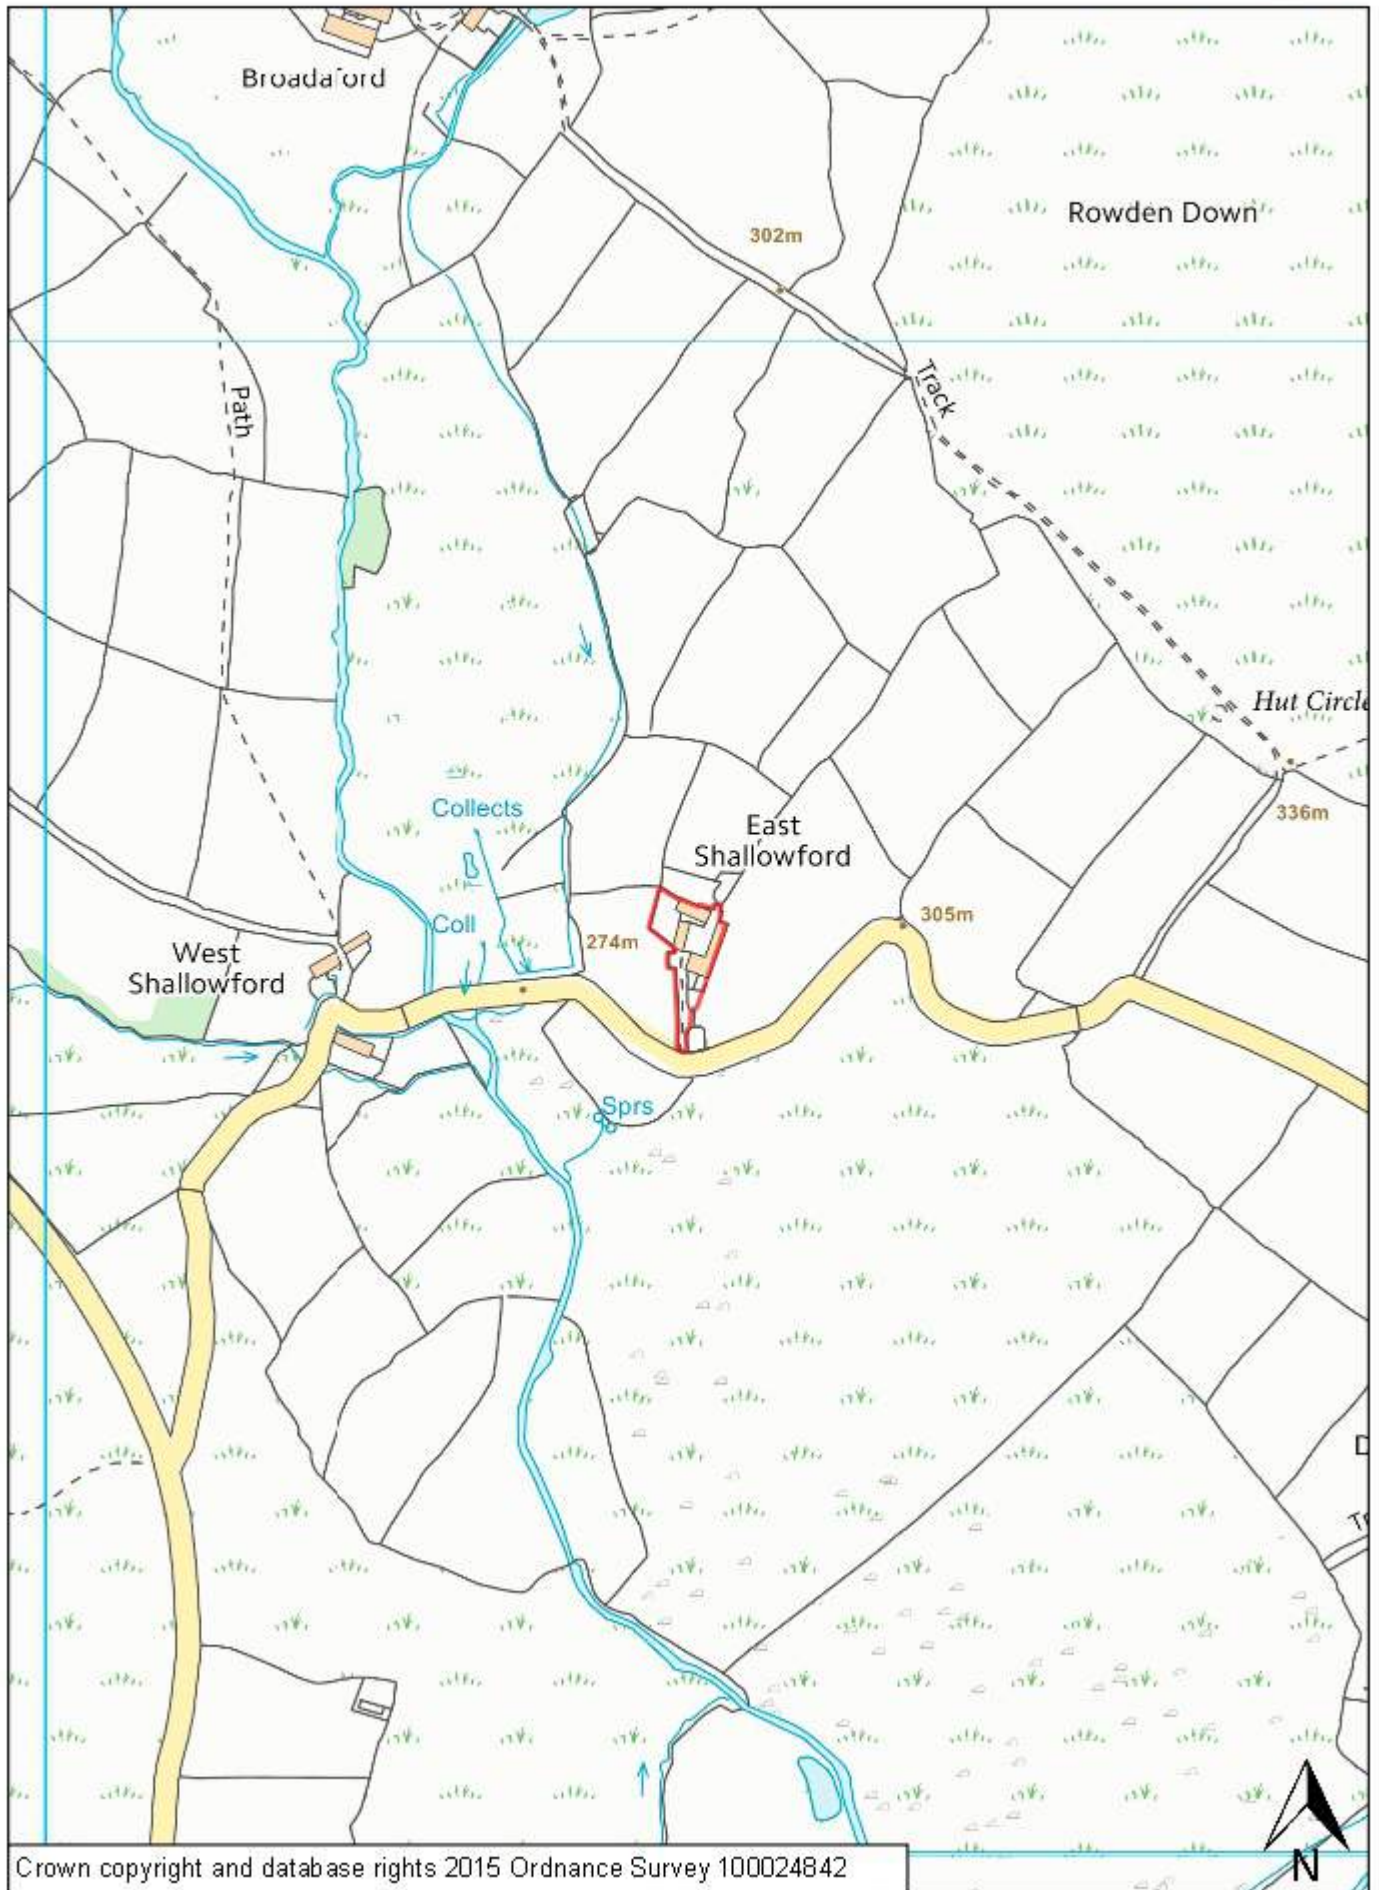 Broadaford
Rowden Down
302m
Track
Path
Hut Circle
336m
Collects
East
Shallowford
Coll
305m
274m
West
Shallowford
Sprs
D
Tr
N
Crown copyright and database rights 2015 Ordnance Survey 100024842